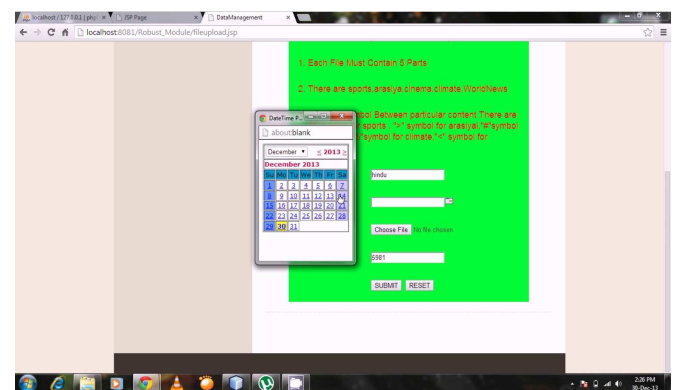 localhost / 127.0.0.1 | php
JSP Page
DataManagement
localhost:8081/Robust_Module/fileupload.jsp
1. Each File Must Contain 5 Parts
2. There are sports,arasiya,cinema,climate,WorldNews
bol Between particular content There are
sports , ">" symbol for arasiyal,"#"symbol
"symbol for climate,"<" symbol for
DateTime P...
about:blank
December
< 2013 >
December 2013
Su Mo Tu We Th Fr Sa
1 2 3 4 5 6 7
8 9 10 11 12 13 14
15 16 17 18 19 20 21
22 23 24 25 26 27 28
29 30 31
hindu
Choose File No file chosen
5981
SUBMIT RESET
2:26 PM
30-Dec-13